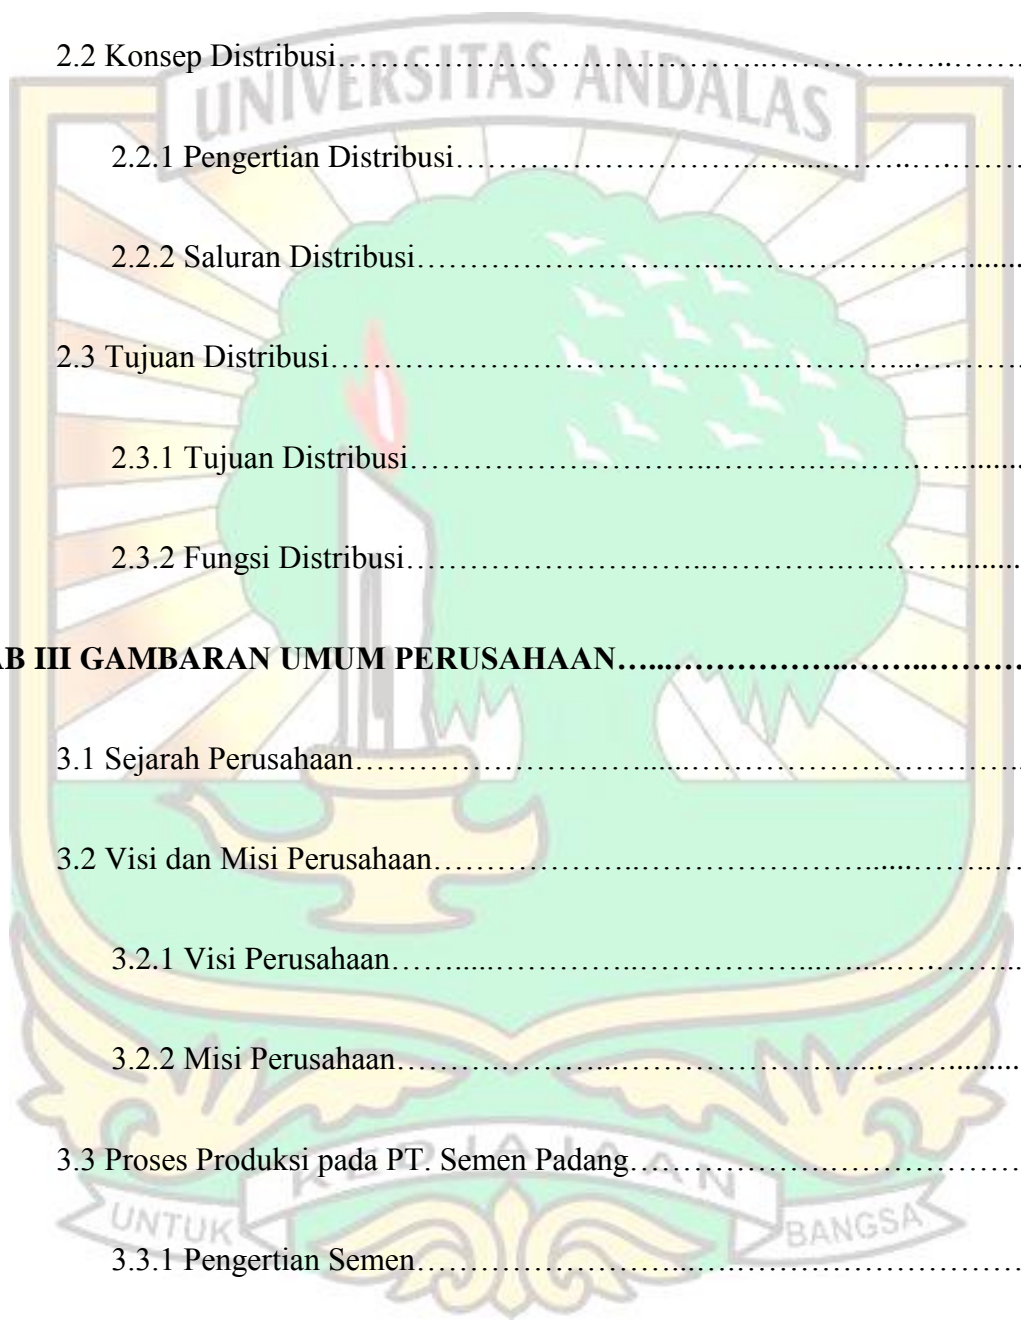 2.2 Konsep Distribusi……………………………………..………….…..……
UNIVERSITAS ANDALAS
2.2.1 Pengertian Distribusi…………………………..…...………..….………
2.2.2 Saluran Distribusi…………………………....……………………….........
2.3 Tujuan Distribusi……………………………………..……………....…………
2.3.1 Tujuan Distribusi…………………………..………………………..........
2.3.2 Fungsi Distribusi…………………………...…………………….........
AB III GAMBARAN UMUM PERUSAHAAN…...……………..……..………
3.1 Sejarah Perusahaan…………………………......………………………………
3.2 Visi dan Misi Perusahaan…………………..……………………......………..…
3.2.1 Visi Perusahaan…….....…………..………………...…....….……...
3.2.2 Misi Perusahaan…………………...…………………....…….........
3.3 Proses Produksi pada PT. Semen Padang………………..…………………
KEDJAJAAN
UNTUK
BANGSA
3.3.1 Pengertian Semen……………………...………………………………